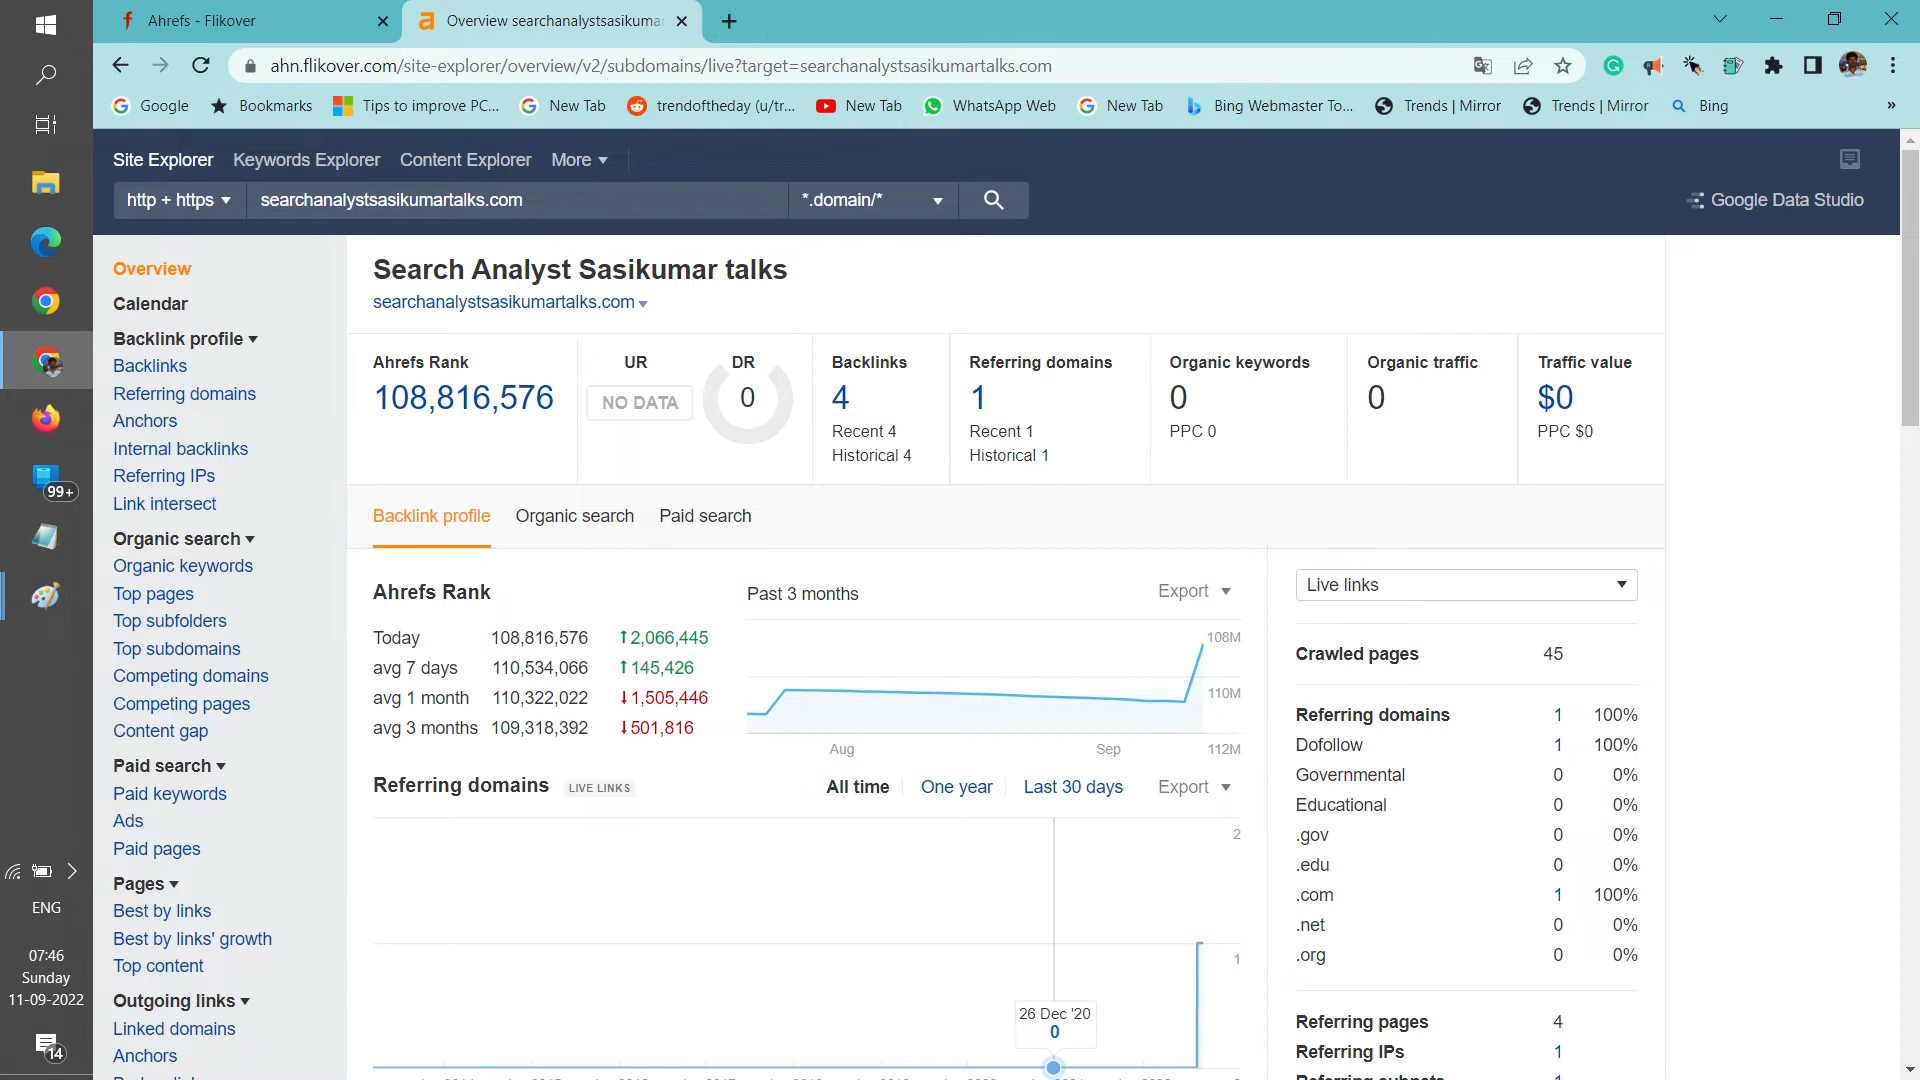 Ahrefs - Flikover
Overview searchanalystsasikuma
ahn.flikover.com/site-explorer/overview/v2/subdomains/live?target=searchanalystsasikumartalks.com
Google
Bookmarks
Tips to improve PC...
New Tab
trendoftheday (u/tr...
New Tab
WhatsApp Web
New Tab
Bing Webmaster To...
Trends | Mirror
Trends | Mirror
Bing
»
Site Explorer
Keywords Explorer
Content Explorer
More
http + https
searchanalystsasikumartalks.com
*.domain/*
Google Data Studio
Overview
Calendar
Backlink profile
Backlinks
Referring domains
Anchors
Internal backlinks
Referring IPs
Link intersect
Organic search
Organic keywords
Top pages
Top subfolders
Top subdomains
Competing domains
Competing pages
Content gap
Paid search
Paid keywords
Ads
Paid pages
Pages
Best by links
Best by links' growth
Top content
Outgoing links
Linked domains
Anchors
Search Analyst Sasikumar talks
searchanalystsasikumartalks.com
Ahrefs Rank
108,816,576
UR
NO DATA
DR
0
Backlinks
4
Recent 4
Historical 4
Referring domains
1
Recent 1
Historical 1
Organic keywords
0
PPC 0
Organic traffic
0
Traffic value
$0
PPC $0
Backlink profile
Organic search
Paid search
Ahrefs Rank
Today 108,816,576 ↑2,066,445
avg 7 days 110,534,066 ↑145,426
avg 1 month 110,322,022 ↓1,505,446
avg 3 months 109,318,392 ↓501,816
Past 3 months
Export
108M
110M
112M
Aug
Sep
Referring domains LIVE LINKS
All time
One year
Last 30 days
Export
2
1
26 Dec '20
0
Live links
Crawled pages 45
Referring domains 1 100%
Dofollow 1 100%
Governmental 0 0%
Educational 0 0%
.gov 0 0%
.edu 0 0%
.com 1 100%
.net 0 0%
.org 0 0%
Referring pages 4
Referring IPs 1
99+
ENG
07:46
Sunday
11-09-2022
14